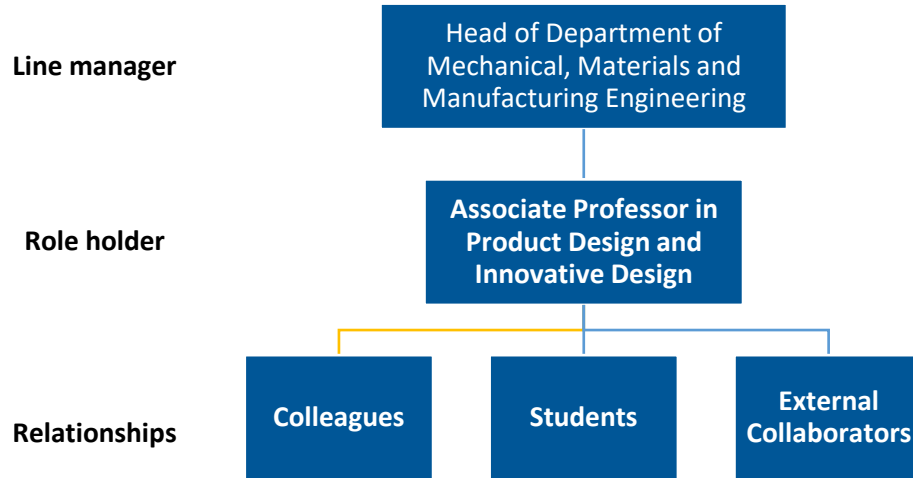 Line manager
Head of Department of
Mechanical, Materials and
Manufacturing Engineering
Role holder
Associate Professor in
Product Design and
Innovative Design
Relationships
Colleagues
Students
External
Collaborators